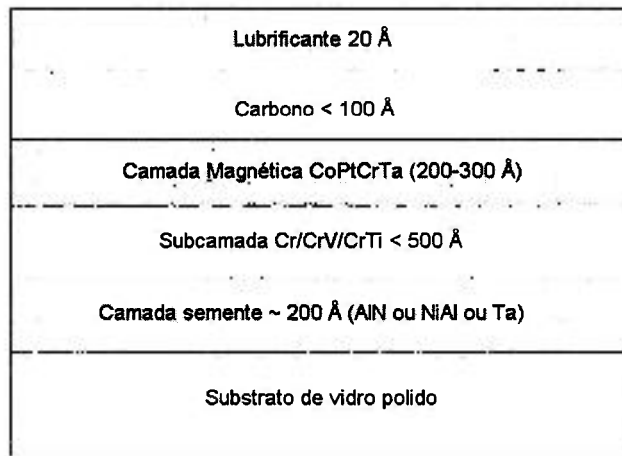 Lubrificante 20 Å
Carbono < 100 Å
Camada Magnética CoPtCrTa (200-300 Å)
Subcamada Cr/CrV/CrTi < 500 Å
Camada semente ~ 200 Å (AlN ou NiAl ou Ta)
Substrato de vidro polido